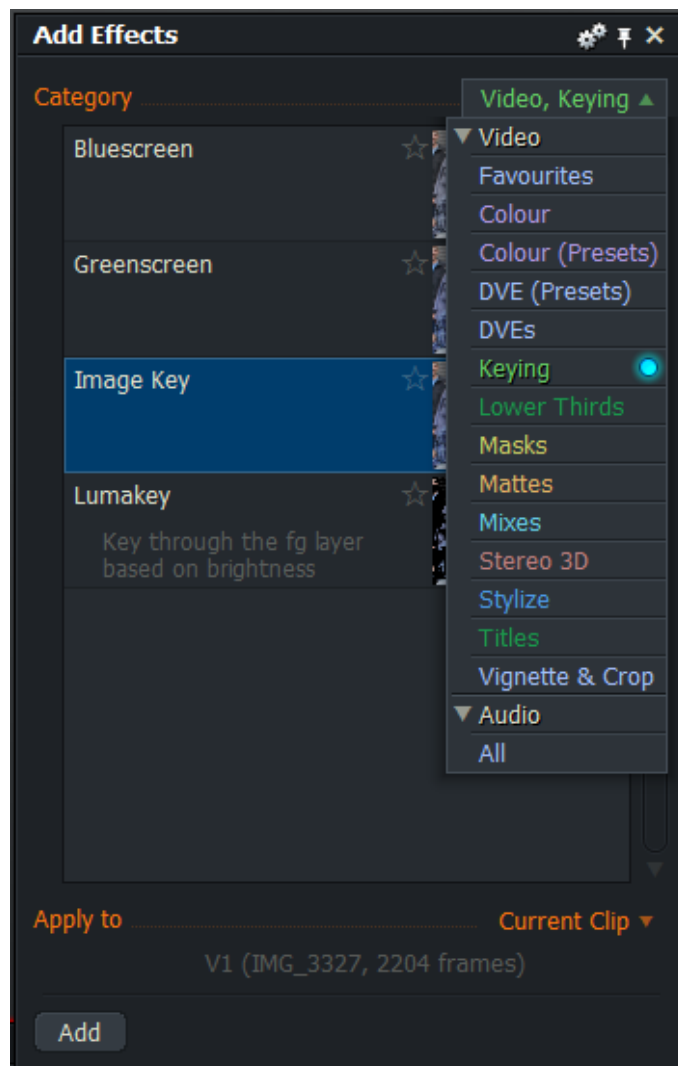 Add Effects
Category
Video, Keying
Bluescreen
Greenscreen
Image Key
Lumakey
Key through the fg layer
based on brightness
Video
Favourites
Colour
Colour (Presets)
DVE (Presets)
DVEs
Keying
Lower Thirds
Masks
Mattes
Mixes
Stereo 3D
Stylize
Titles
Vignette & Crop
Audio
All
Apply to
Current Clip
V1 (IMG_3327, 2204 frames)
Add